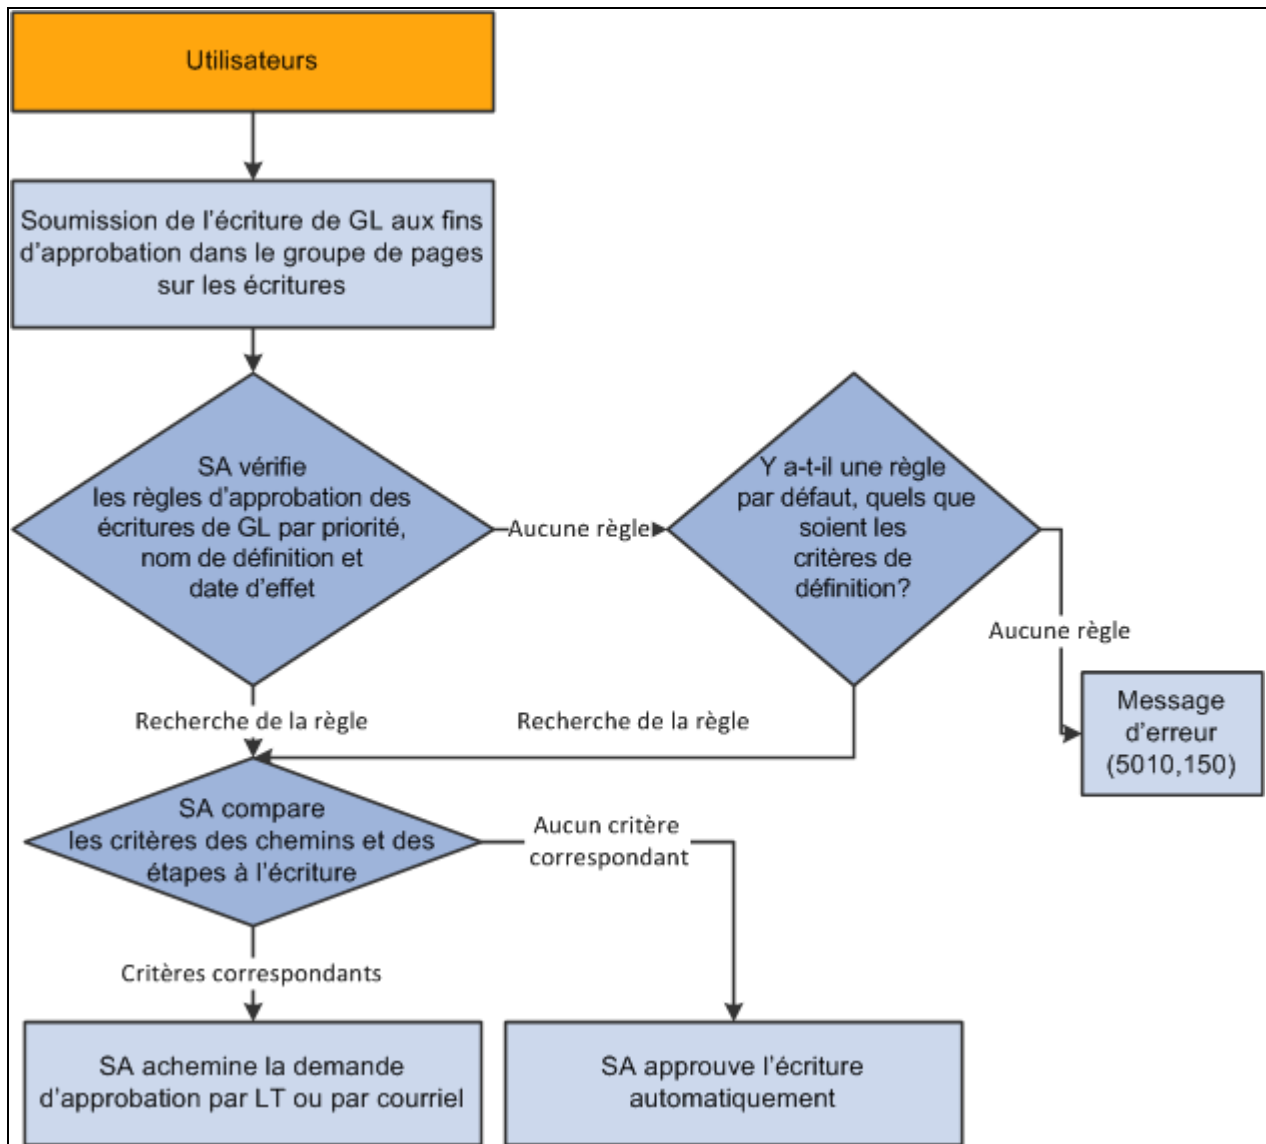 Utilisateurs
Soumission de l'écriture de GL aux fins
d'approbation dans le groupe de pages
sur les écritures
SA vérifie
les règles d'approbation des
écritures de GL par priorité,
nom de définition et
date d'effet
Aucune règle
Y a-t-il une règle
par défaut, quels que
soient les
critères de
définition?
Aucune règle
Message
d'erreur
(5010,150)
Recherche de la règle
Recherche de la règle
SA compare
les critères des chemins et des
étapes à l'écriture
Aucun critère
correspondant
Critères correspondants
SA achemine la demande
d'approbation par LT ou par courriel
SA approuve l'écriture
automatiquement